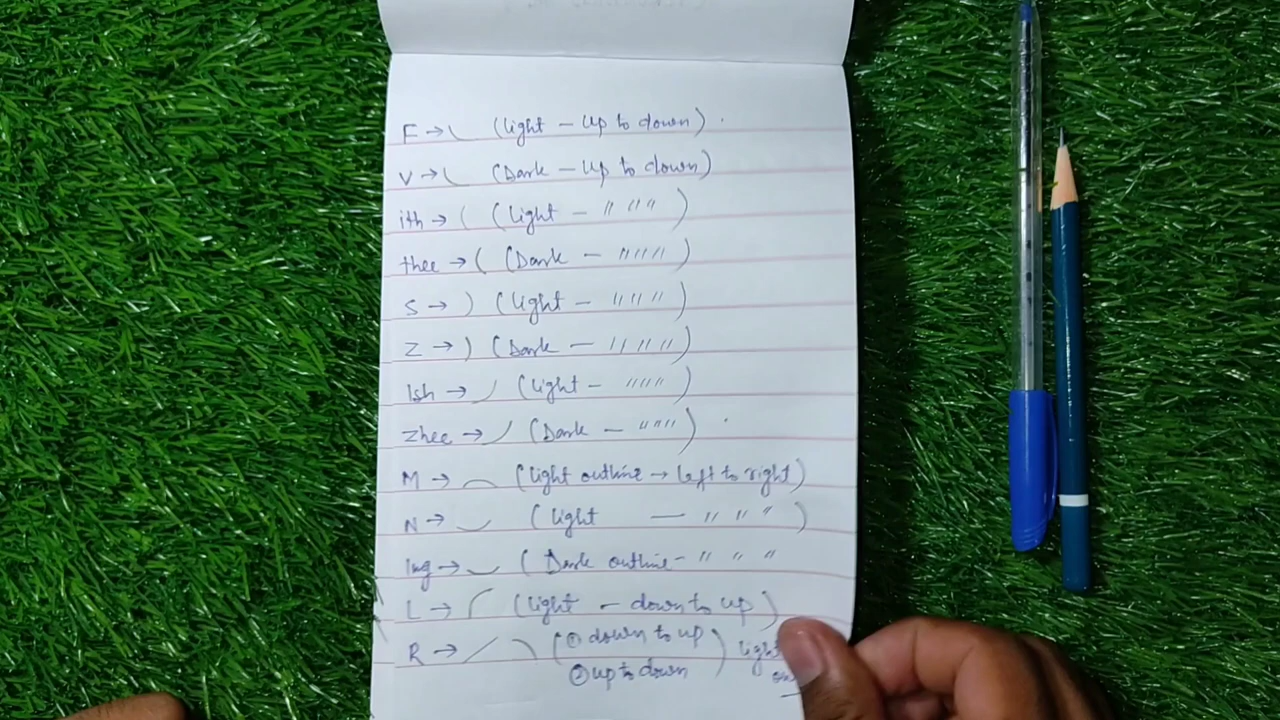 F → (light – up to down) .
V → (Dark – up to down)
ith → ( (light – " " ")
thee → ( (Dark – " " " ")
S → ) (light – " " ")
Z → ) (Dark – " " " ")
Ish → (light – " " " ")
Zhee → (Dark – " " " ")
M → (light outline → left to right)
N → (light — " " ")
Ing → (Dark outline – " " "
L → (light – down to up)
R → (① down to up
② up to down) light